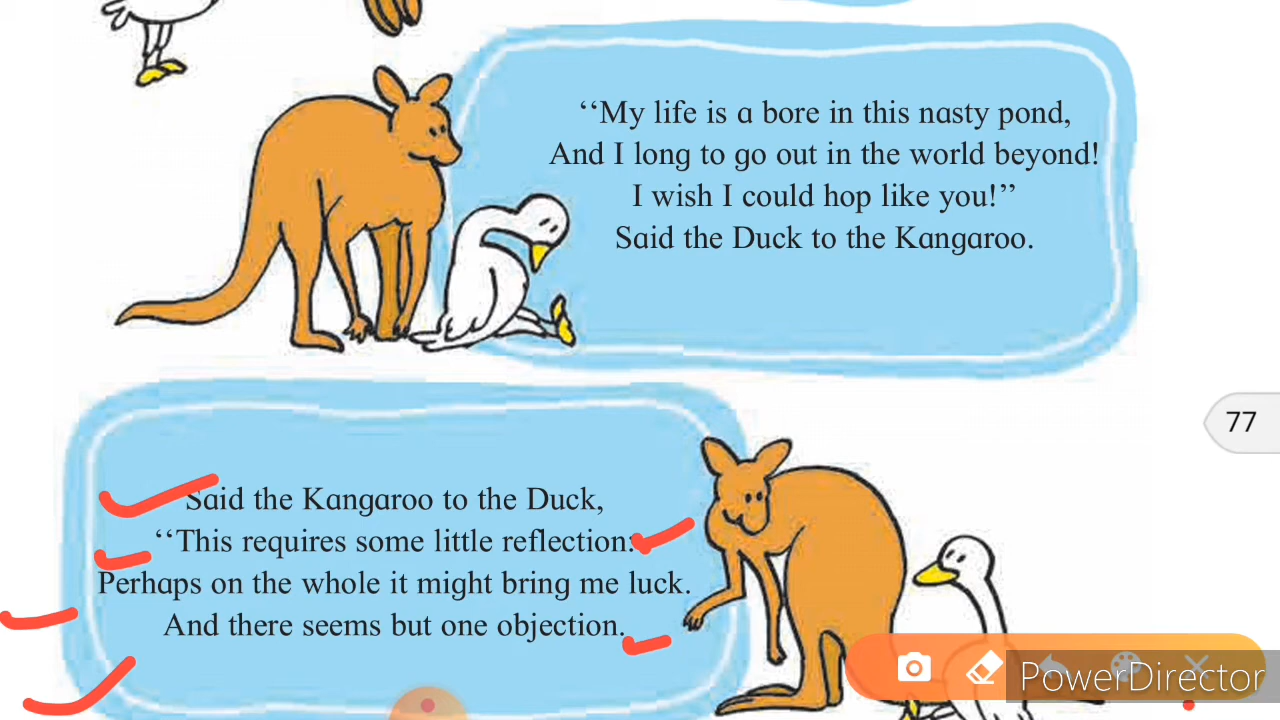 ‘‘My life is a bore in this nasty pond,
And I long to go out in the world beyond!
I wish I could hop like you!’’
Said the Duck to the Kangaroo.
77
Said the Kangaroo to the Duck,
‘‘This requires some little reflection:
Perhaps on the whole it might bring me luck.
And there seems but one objection.
PowerDirector